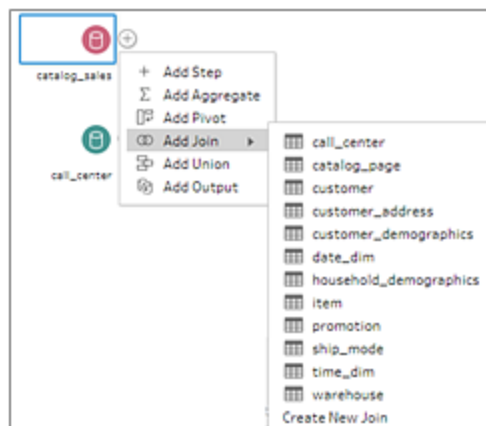 catalog_sales
Add Step
Add Aggregate
Add Pivot
Add Join
Add Union
Add Output
call_center
call_center
catalog_page
customer
customer_address
customer_demographics
date_dim
household_demographics
item
promotion
ship_mode
time_dim
warehouse
Create New Join